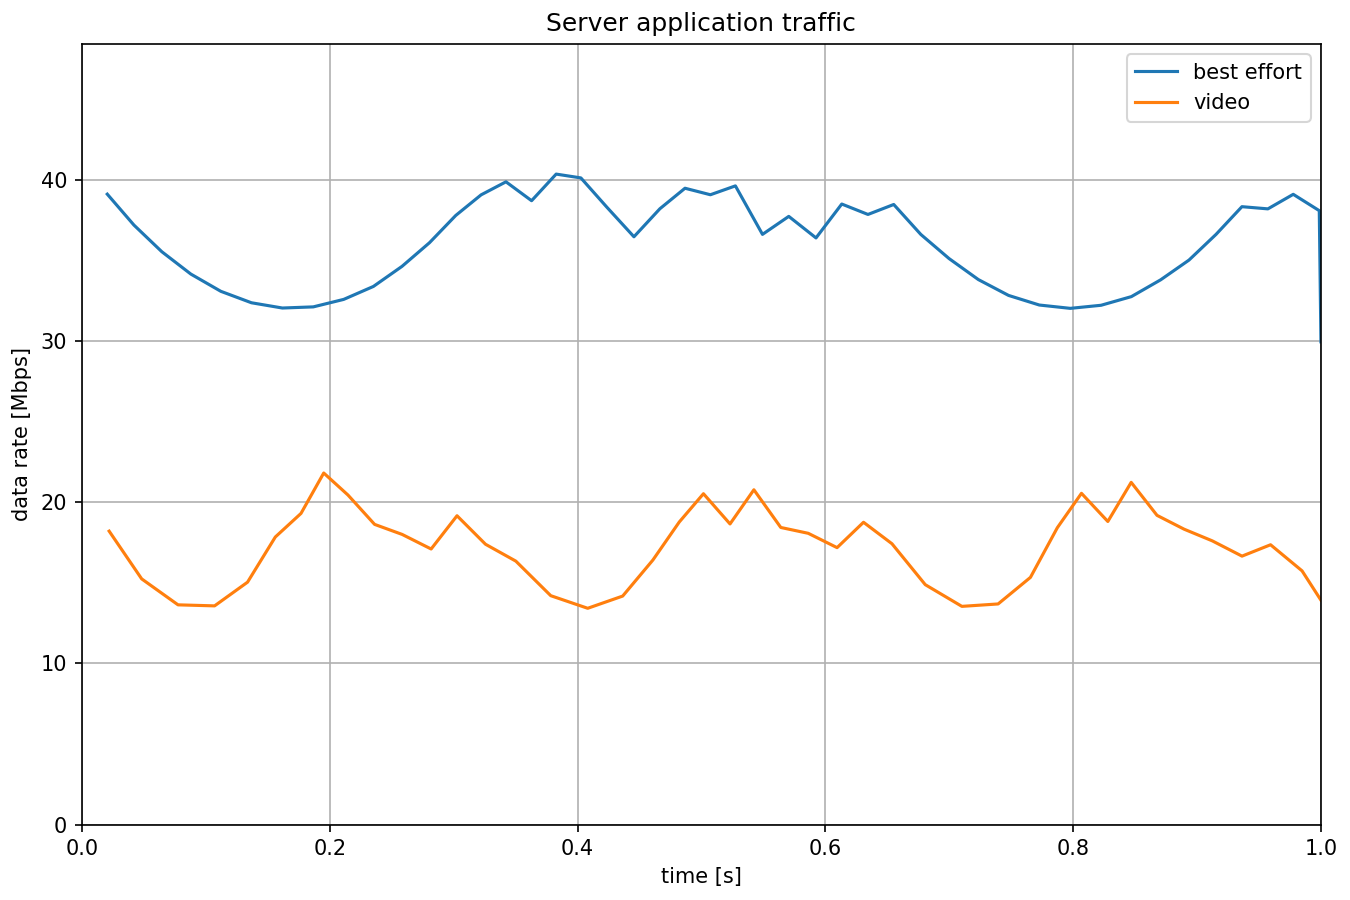 Server application traffic
best effort
video
data rate [Mbps]
40
30
20
10
0
0.0 0.2 0.4 0.6 0.8 1.0
time [s]